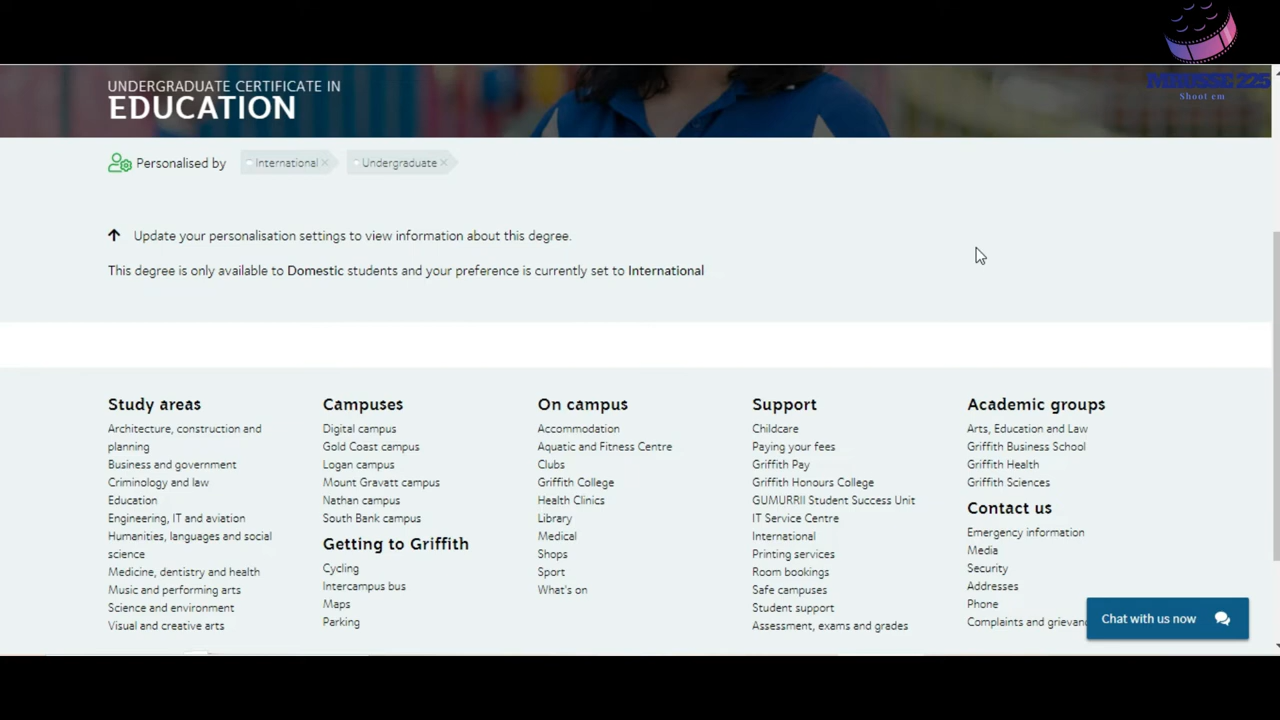 UNDERGRADUATE CERTIFICATE IN
EDUCATION
MOUSSE 225
Shoot em
Personalised by
International
Undergraduate
Update your personalisation settings to view information about this degree.
This degree is only available to Domestic students and your preference is currently set to International
Study areas
Architecture, construction and
planning
Business and government
Criminology and law
Education
Engineering, IT and aviation
Humanities, languages and social
science
Medicine, dentistry and health
Music and performing arts
Science and environment
Visual and creative arts
Campuses
Digital campus
Gold Coast campus
Logan campus
Mount Gravatt campus
Nathan campus
South Bank campus
Getting to Griffith
Cycling
Intercampus bus
Maps
Parking
On campus
Accommodation
Aquatic and Fitness Centre
Clubs
Griffith College
Health Clinics
Library
Medical
Shops
Sport
What's on
Support
Childcare
Paying your fees
Griffith Pay
Griffith Honours College
GUMURRII Student Success Unit
IT Service Centre
International
Printing services
Room bookings
Safe campuses
Student support
Assessment, exams and grades
Academic groups
Arts, Education and Law
Griffith Business School
Griffith Health
Griffith Sciences
Contact us
Emergency information
Media
Security
Addresses
Phone
Complaints and grievan
Chat with us now